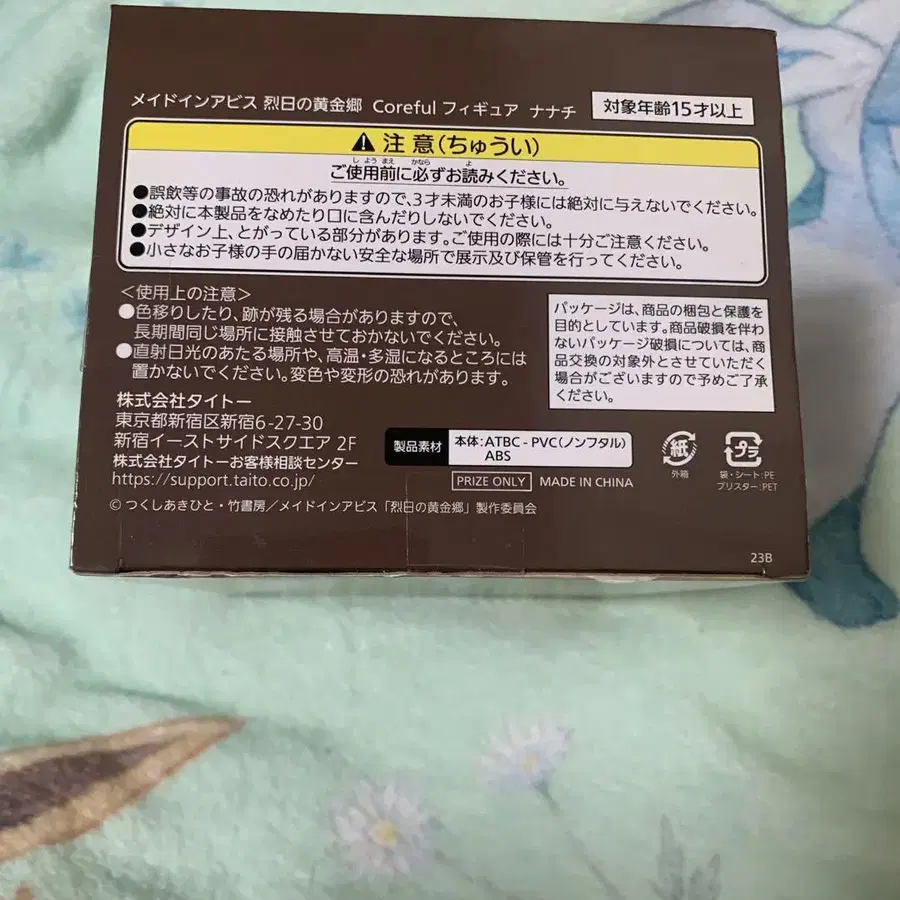 メイドインアビス 烈日の黄金郷 Coreful フィギュア ナナチ
対象年齢15才以上
注意(ちゅうい)
ご使用前に必ずお読みください。
●誤飲等の事故の恐れがありますので、3才未満のお子様には絶対に与えないでください。
●絶対に本製品をなめたり口に含んだりしないでください。
●デザイン上、とがっている部分があります。ご使用の際には十分ご注意ください。
●小さなお子様の手の届かない安全な場所で展示及び保管を行ってください。
<使用上の注意>
●色移りしたり、跡が残る場合がありますので、
長期間同じ場所に接触させておかないでください。
●直射日光のあたる場所や、高温・多湿になるところには
置かないでください。変色や変形の恐れがあります。
パッケージは、商品の梱包と保護を
目的としています。商品破損を伴わ
ないパッケージ破損については、商
品交換の対象外とさせていただく
場合がございますので予めご了承
ください。
株式会社タイトー
東京都新宿区新宿6-27-30
新宿イーストサイドスクエア 2F
株式会社タイトーお客様相談センター
https://support.taito.co.jp/
製品素材
本体:ATBC-PVC(ノンフタル)
ABS
PRIZE ONLY MADE IN CHINA
紙
外箱
プラ
袋・シート:PE
ブリスター:PET
© つくしあきひと・竹書房/メイドインアビス「烈日の黄金郷」製作委員会
23B